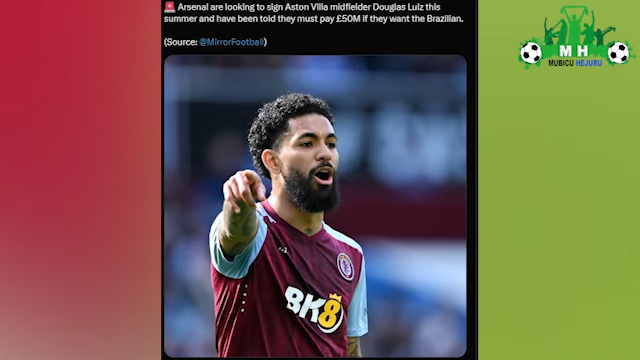 🚨 Arsenal are looking to sign Aston Villa midfielder Douglas Luiz this
summer and have been told they must pay £50M if they want the Brazilian.
(Source: @MirrorFootball)
M H
MUBICU HEJURU
BK8